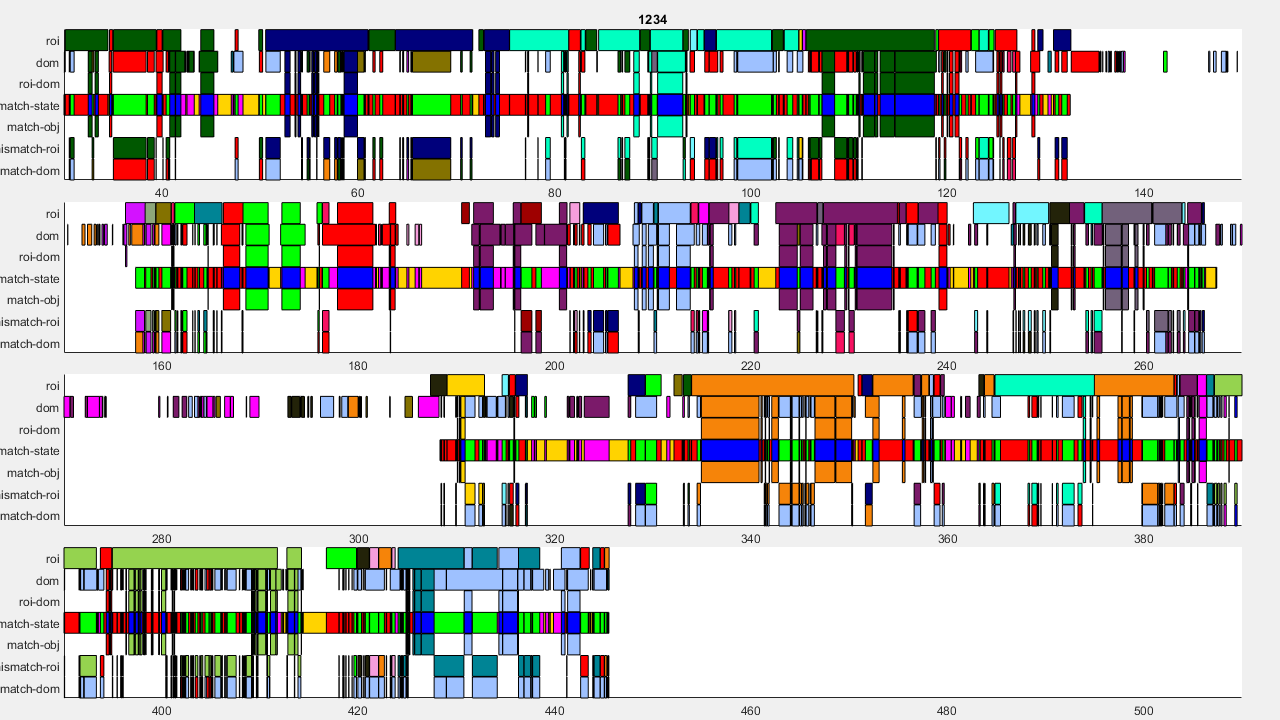 1234
roi
dom
roi-dom
match-state
match-obj
ismatch-roi
match-dom
40 60 80 100 120 140
roi
dom
roi-dom
match-state
match-obj
ismatch-roi
match-dom
160 180 200 220 240 260
roi
dom
roi-dom
match-state
match-obj
ismatch-roi
match-dom
280 300 320 340 360 380
roi
dom
roi-dom
match-state
match-obj
ismatch-roi
match-dom
400 420 440 460 480 500